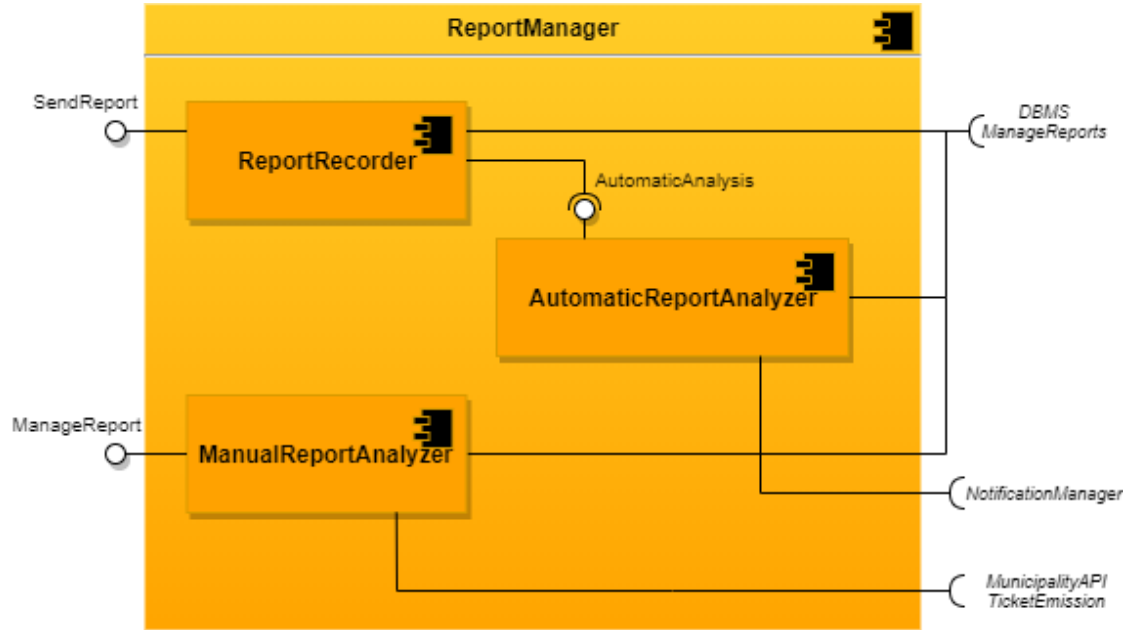 ReportManager
SendReport
DBMS
ManageReports
ReportRecorder
AutomaticAnalysis
AutomaticReportAnalyzer
ManageReport
ManualReportAnalyzer
NotificationManager
MunicipalityAPI
TicketEmission